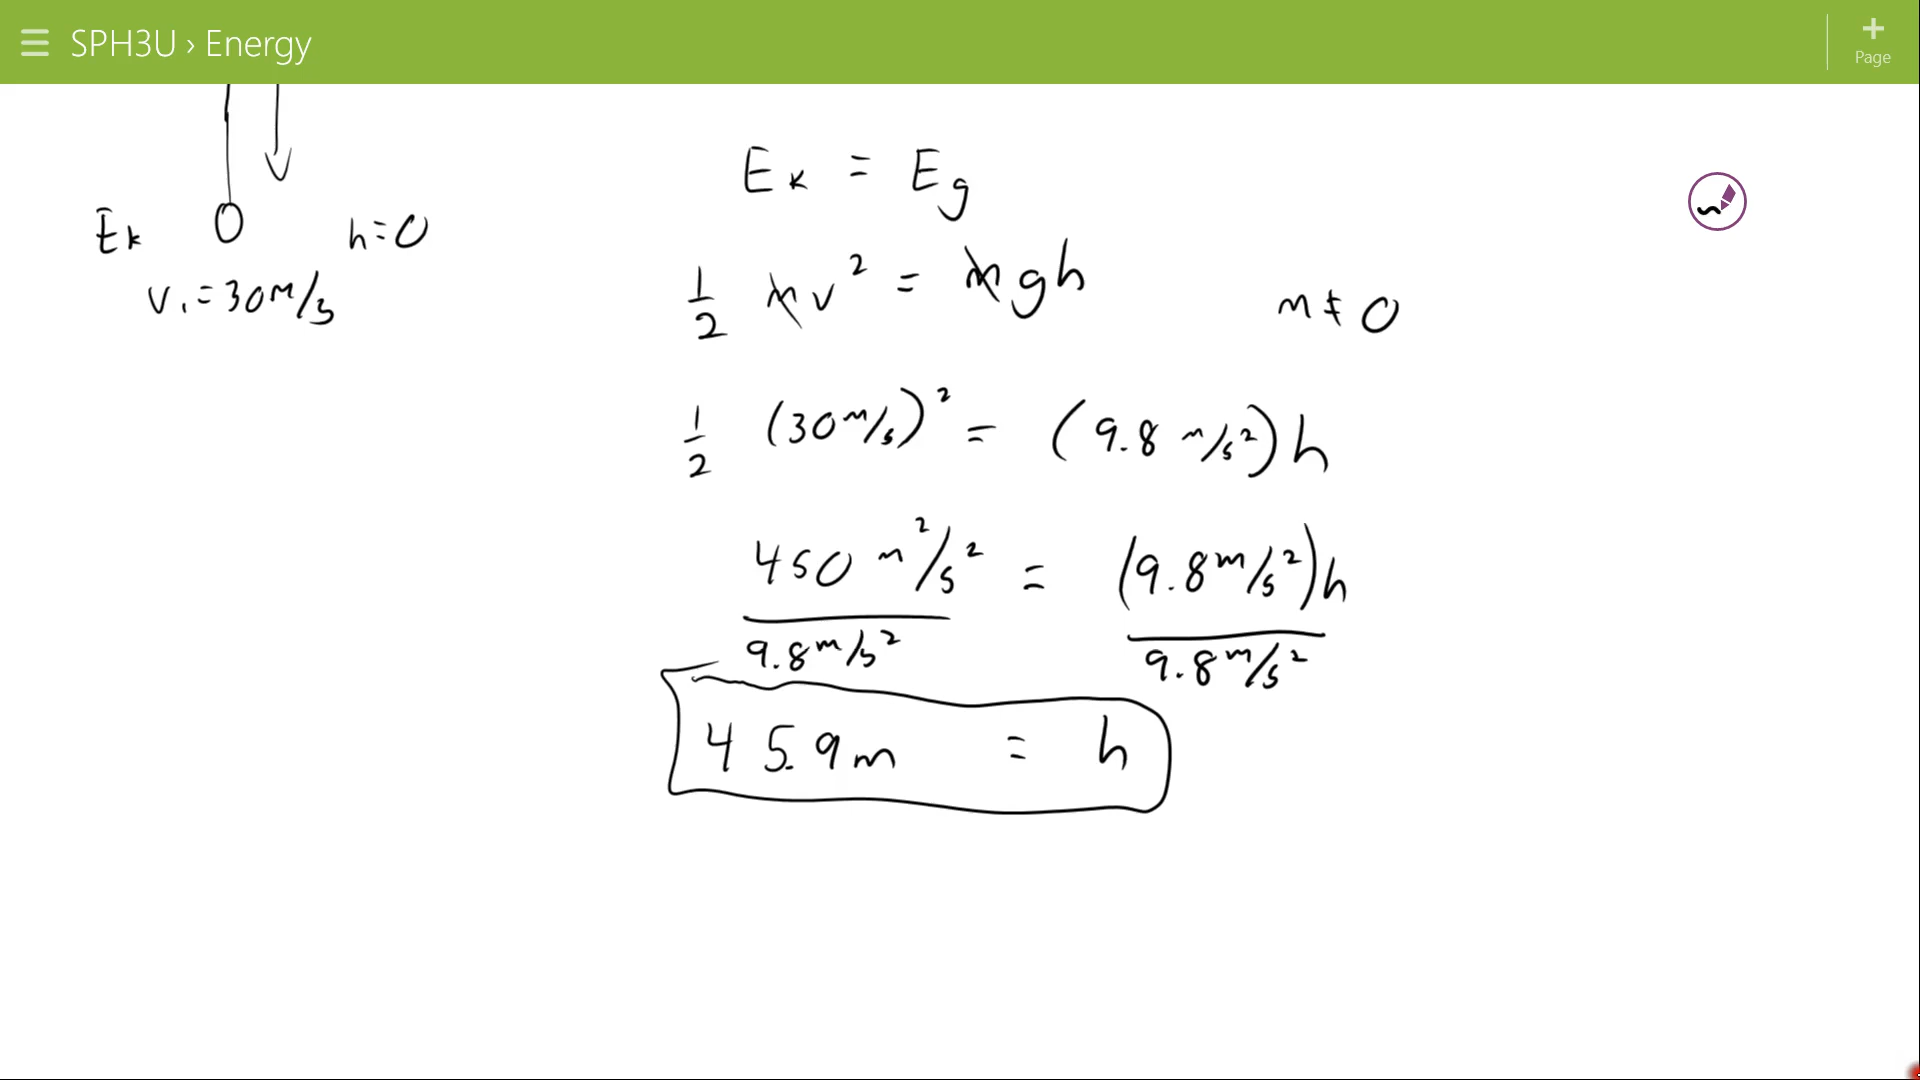 SPH3U › Energy
+
Page
Ek h=0
v₁=30m/s
Ek = Eg
1/2 mv² = mgh
m ≠ 0
1/2 (30m/s)² = (9.8 m/s²)h
450 m²/s² = (9.8m/s²)h
9.8m/s² 9.8m/s²
45.9m = h